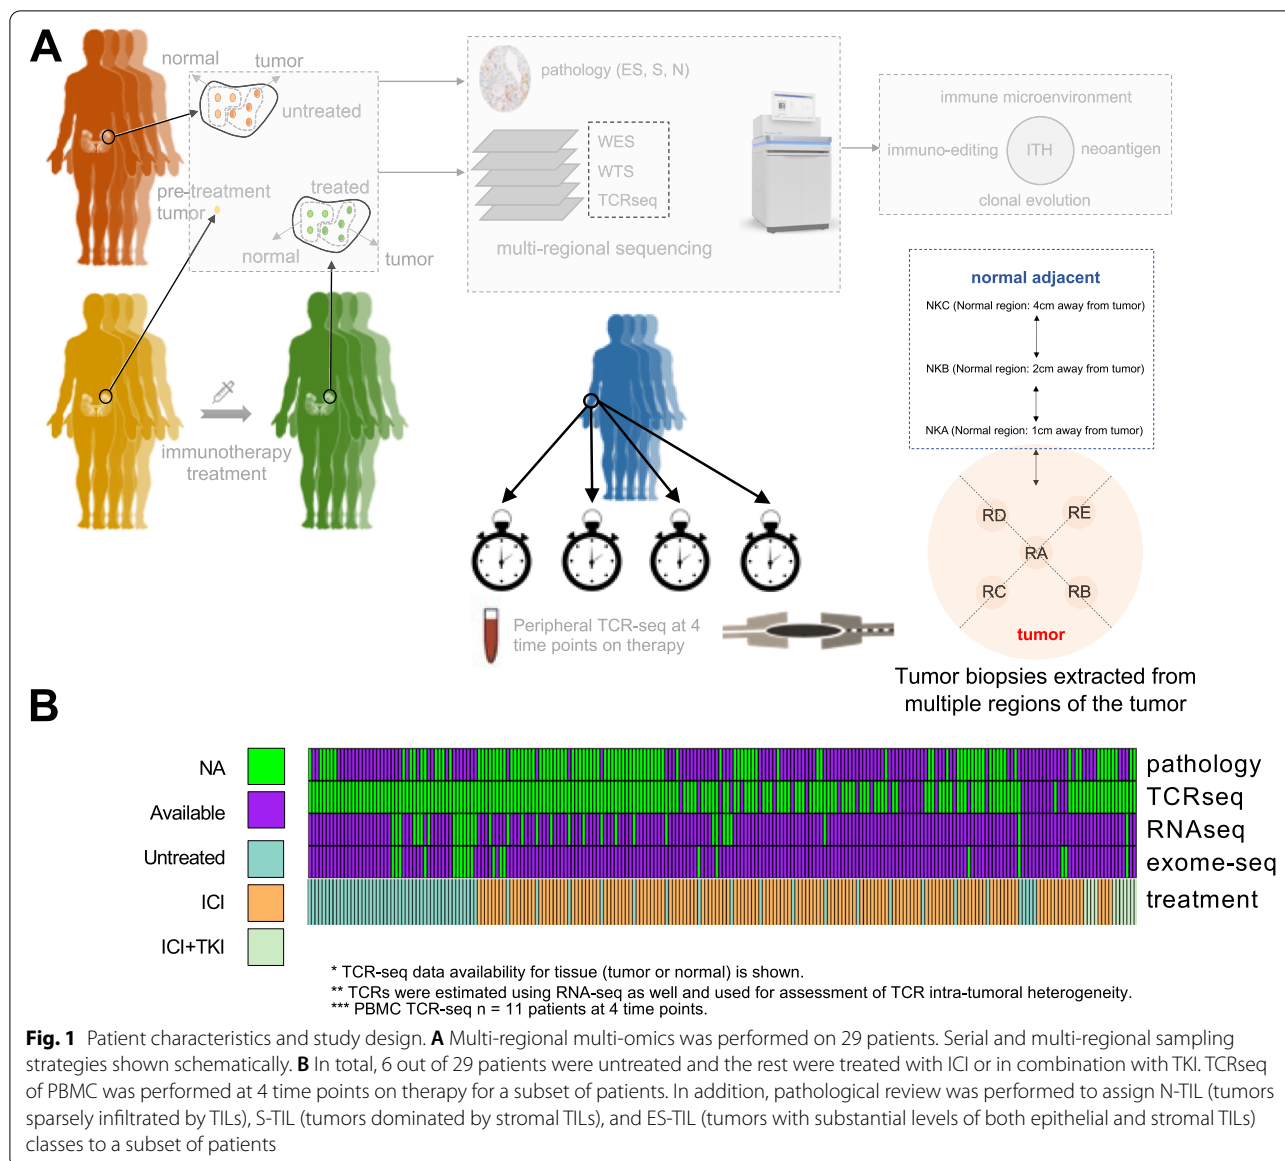 A
normal
tumor
untreated
pre-treatment
tumor
treated
normal
tumor
immunotherapy
treatment
pathology (ES, S, N)
WES
WTS
TCRseq
multi-regional sequencing
immune microenvironment
immuno-editing
ITH
neoantigen
clonal evolution
normal adjacent
NKC (Normal region: 4cm away from tumor)
NKB (Normal region: 2cm away from tumor)
NKA (Normal region: 1cm away from tumor)
RD
RE
RA
RC
RB
tumor
Peripheral TCR-seq at 4
time points on therapy
Tumor biopsies extracted from
multiple regions of the tumor
B
NA
Available
Untreated
ICI
ICI+TKI
pathology
TCRseq
RNAseq
exome-seq
treatment
* TCR-seq data availability for tissue (tumor or normal) is shown.
** TCRs were estimated using RNA-seq as well and used for assessment of TCR intra-tumoral heterogeneity.
*** PBMC TCR-seq n = 11 patients at 4 time points.
Fig. 1 Patient characteristics and study design. A Multi-regional multi-omics was performed on 29 patients. Serial and multi-regional sampling
strategies shown schematically. B In total, 6 out of 29 patients were untreated and the rest were treated with ICI or in combination with TKI. TCRseq
of PBMC was performed at 4 time points on therapy for a subset of patients. In addition, pathological review was performed to assign N-TIL (tumors
sparsely infiltrated by TILs), S-TIL (tumors dominated by stromal TILs), and ES-TIL (tumors with substantial levels of both epithelial and stromal TILs)
classes to a subset of patients